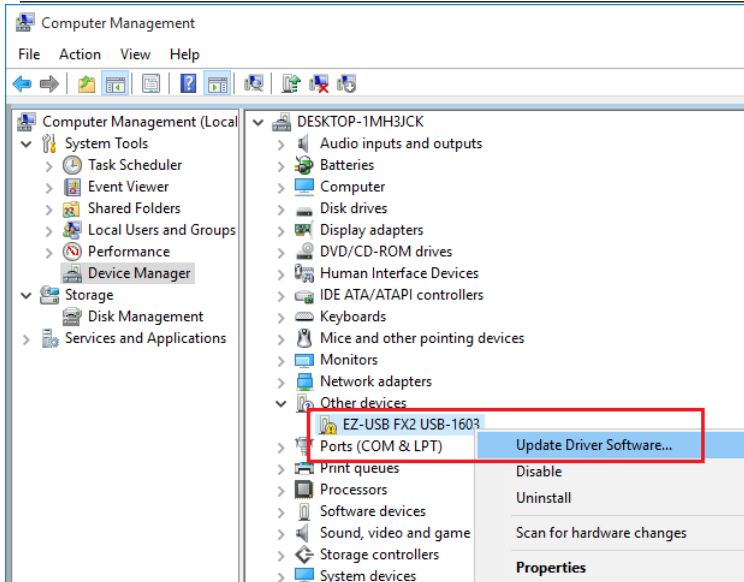 Computer Management
File Action View Help
Computer Management (Local
System Tools
Task Scheduler
Event Viewer
Shared Folders
Local Users and Groups
Performance
Device Manager
Storage
Disk Management
Services and Applications
DESKTOP-1MH3JCK
Audio inputs and outputs
Batteries
Computer
Disk drives
Display adapters
DVD/CD-ROM drives
Human Interface Devices
IDE ATA/ATAPI controllers
Keyboards
Mice and other pointing devices
Monitors
Network adapters
Other devices
EZ-USB FX2 USB-1603
Ports (COM & LPT)
Print queues
Processors
Software devices
Sound, video and game
Storage controllers
System devices
Update Driver Software...
Disable
Uninstall
Scan for hardware changes
Properties